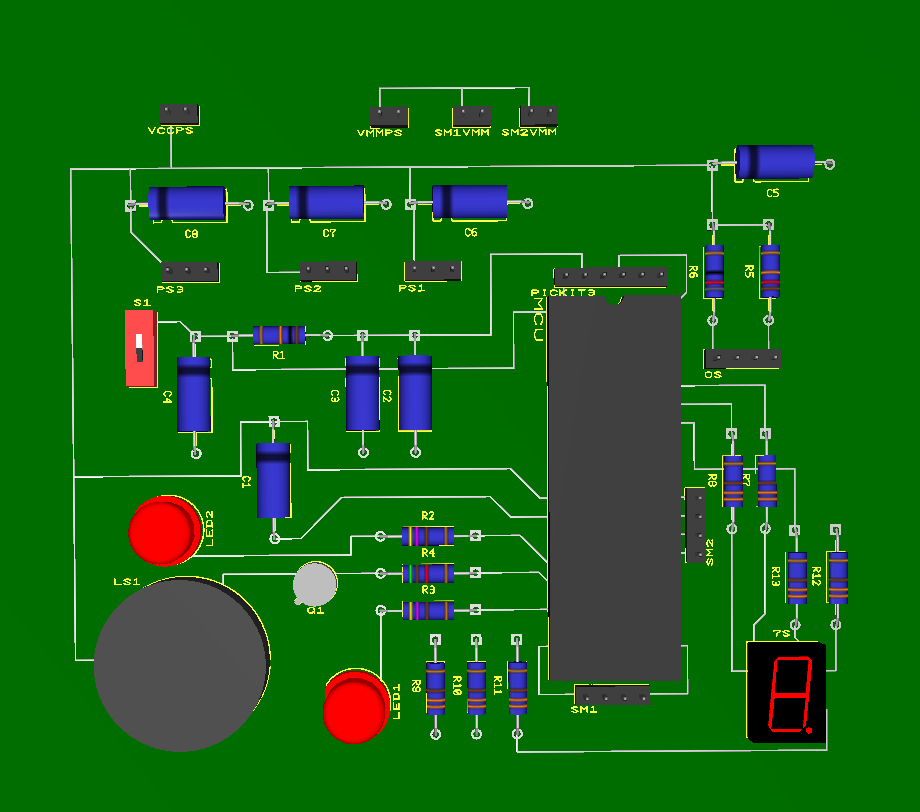 VCCPS
VMMPS
SM1VMM
SM2VMM
C5
C8
C7
C6
PS3
PS2
PS1
R6
R5
PICKIT3
S1
MCU
R1
OS
C4
C3
C2
C1
R8
R7
LED2
R2
SM2
R4
LS1
R13
R12
R3
Q1
7S
R9
R10
R11
LED1
SM1